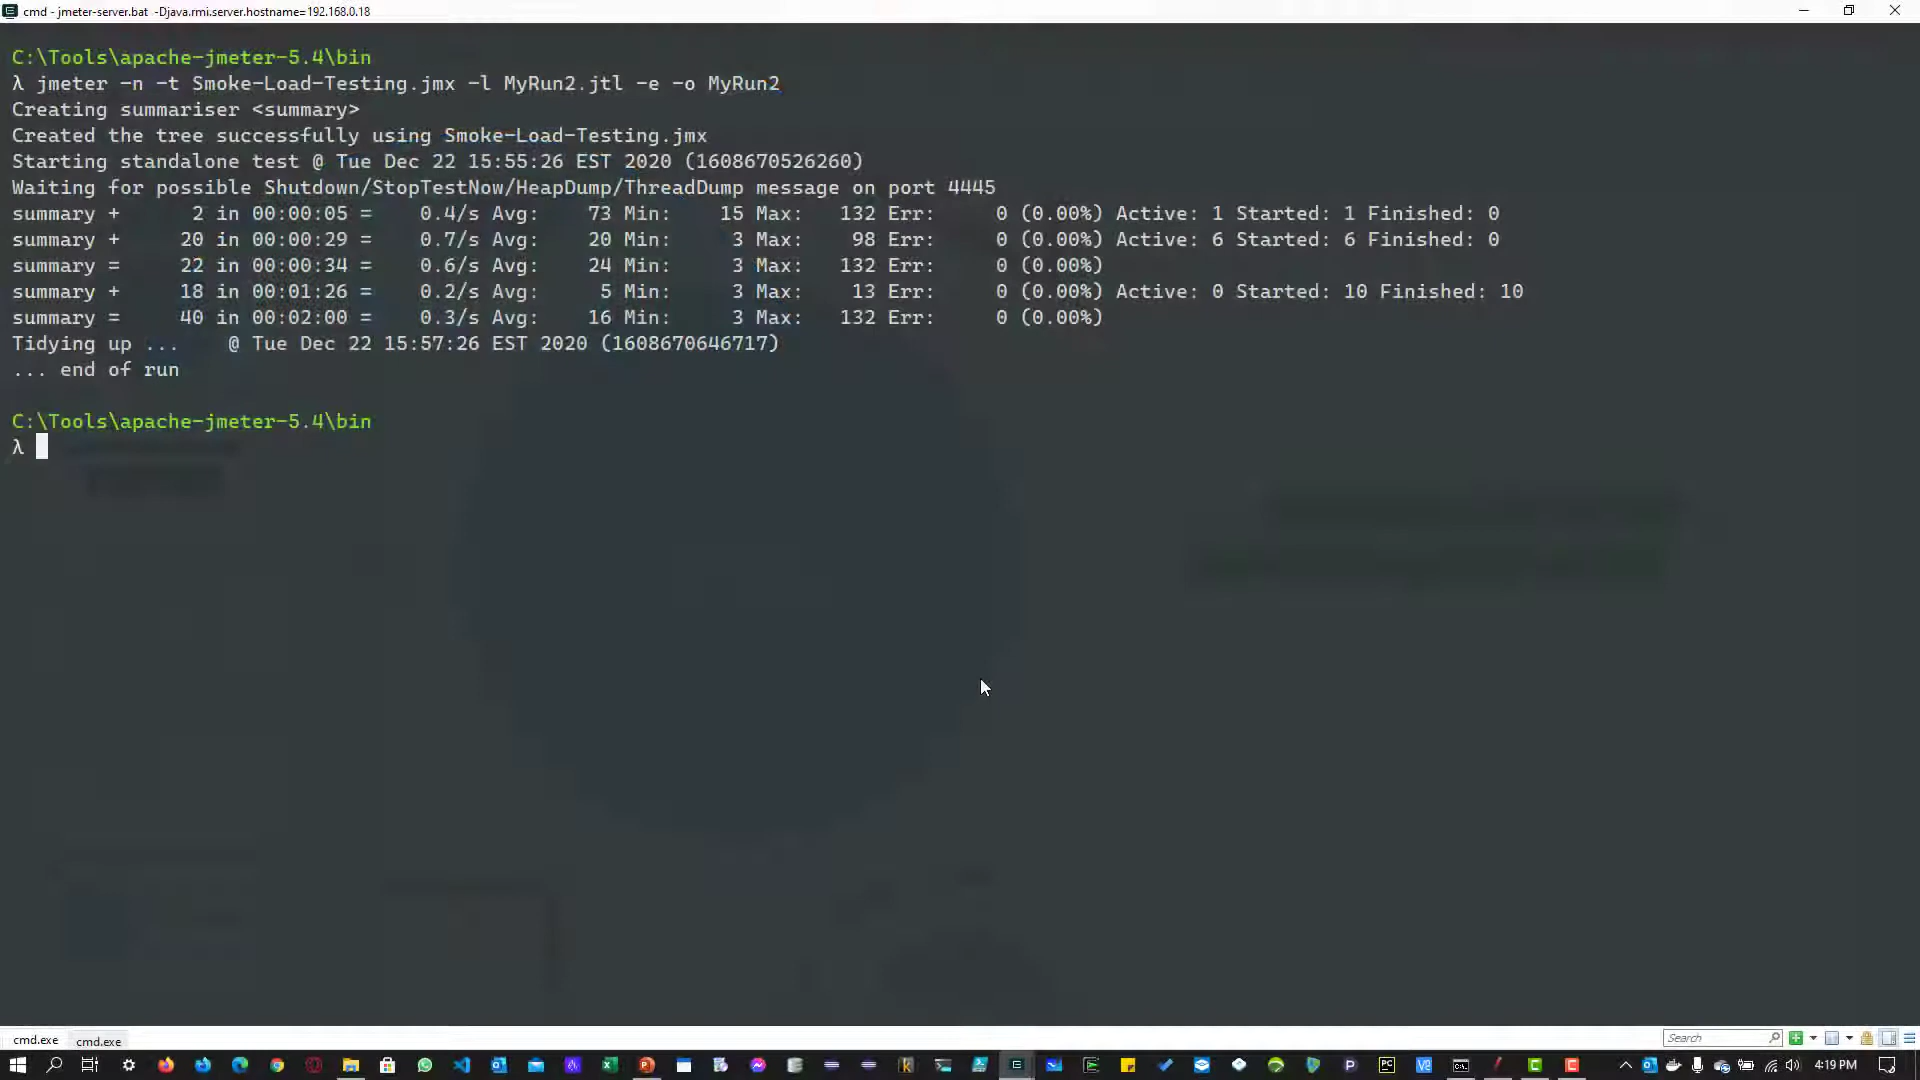 cmd - jmeter-server.bat -Djava.rmi.server.hostname=192.168.0.18
C:\Tools\apache-jmeter-5.4\bin
λ jmeter -n -t Smoke-Load-Testing.jmx -l MyRun2.jtl -e -o MyRun2
Creating summariser <summary>
Created the tree successfully using Smoke-Load-Testing.jmx
Starting standalone test @ Tue Dec 22 15:55:26 EST 2020 (1608670526260)
Waiting for possible Shutdown/StopTestNow/HeapDump/ThreadDump message on port 4445
summary +      2 in 00:00:05 =    0.4/s Avg:    73 Min:    15 Max:   132 Err:     0 (0.00%) Active: 1 Started: 1 Finished: 0
summary +     20 in 00:00:29 =    0.7/s Avg:    20 Min:     3 Max:    98 Err:     0 (0.00%) Active: 6 Started: 6 Finished: 0
summary =     22 in 00:00:34 =    0.6/s Avg:    24 Min:     3 Max:   132 Err:     0 (0.00%)
summary +     18 in 00:01:26 =    0.2/s Avg:     5 Min:     3 Max:    13 Err:     0 (0.00%) Active: 0 Started: 10 Finished: 10
summary =     40 in 00:02:00 =    0.3/s Avg:    16 Min:     3 Max:   132 Err:     0 (0.00%)
Tidying up ...    @ Tue Dec 22 15:57:26 EST 2020 (1608670646717)
... end of run
C:\Tools\apache-jmeter-5.4\bin
λ
cmd.exe cmd.exe Search
4:19 PM